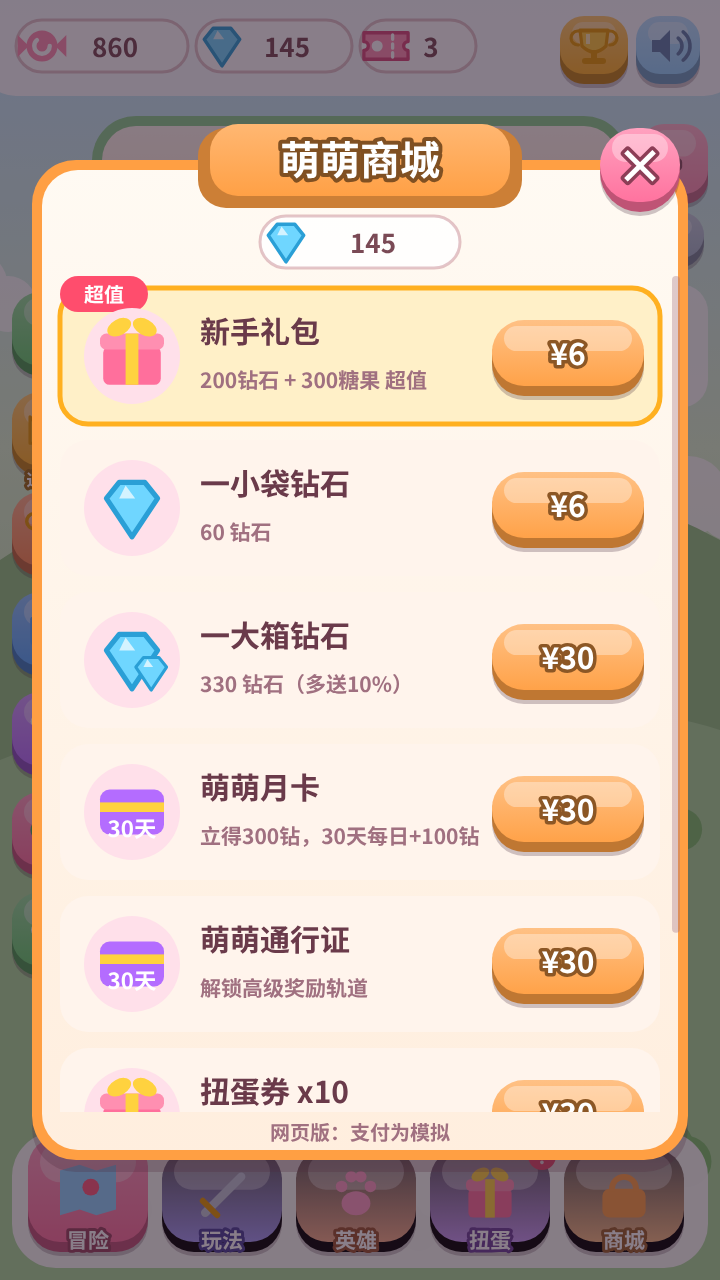 860
145
3
萌萌商城
145
超值
新手礼包
200钻石 + 300糖果 超值
¥6
一小袋钻石
60 钻石
¥6
一大箱钻石
330 钻石（多送10%）
¥30
萌萌月卡
30天
立得300钻，30天每日+100钻
¥30
萌萌通行证
30天
解锁高级奖励轨道
¥30
扭蛋券 x10
网页版：支付为模拟
冒险
玩法
英雄
扭蛋
商城